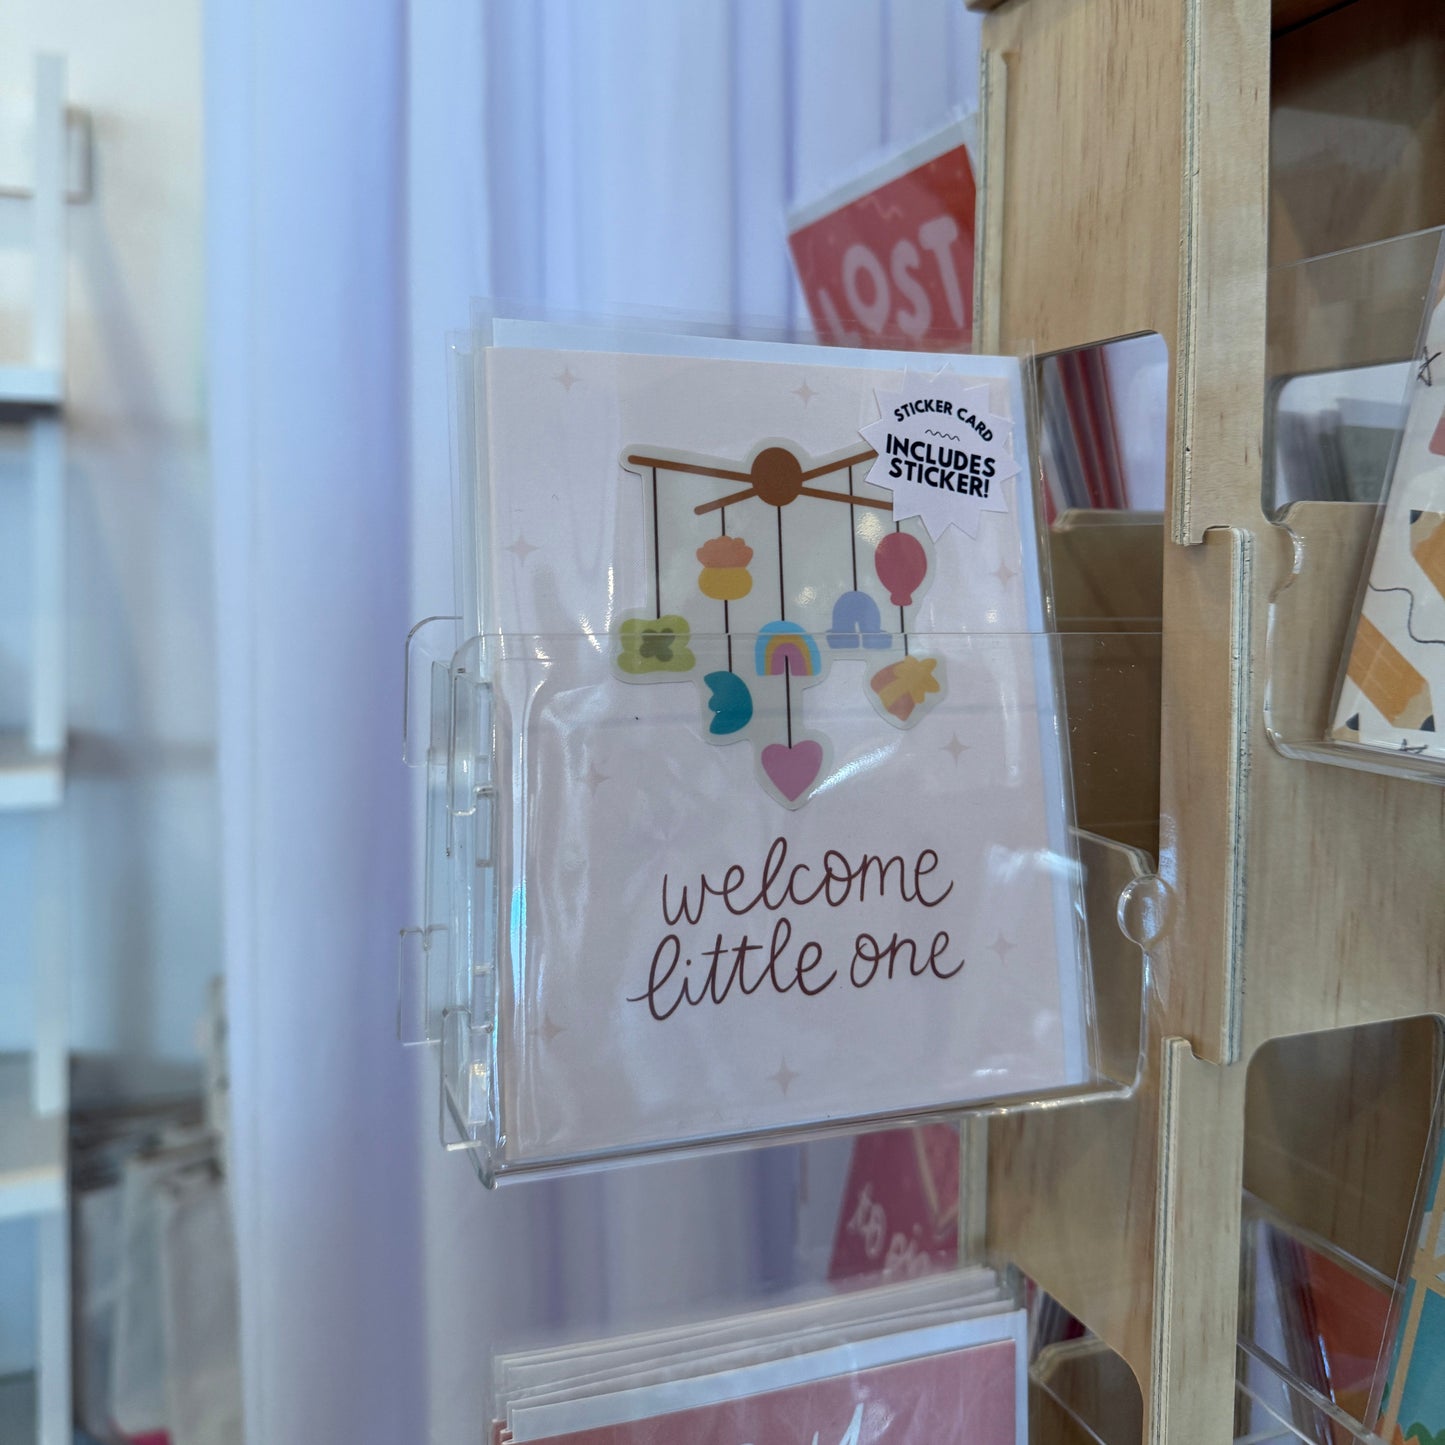 LOST
STICKER CARD
INCLUDES
STICKER!
welcome
little one